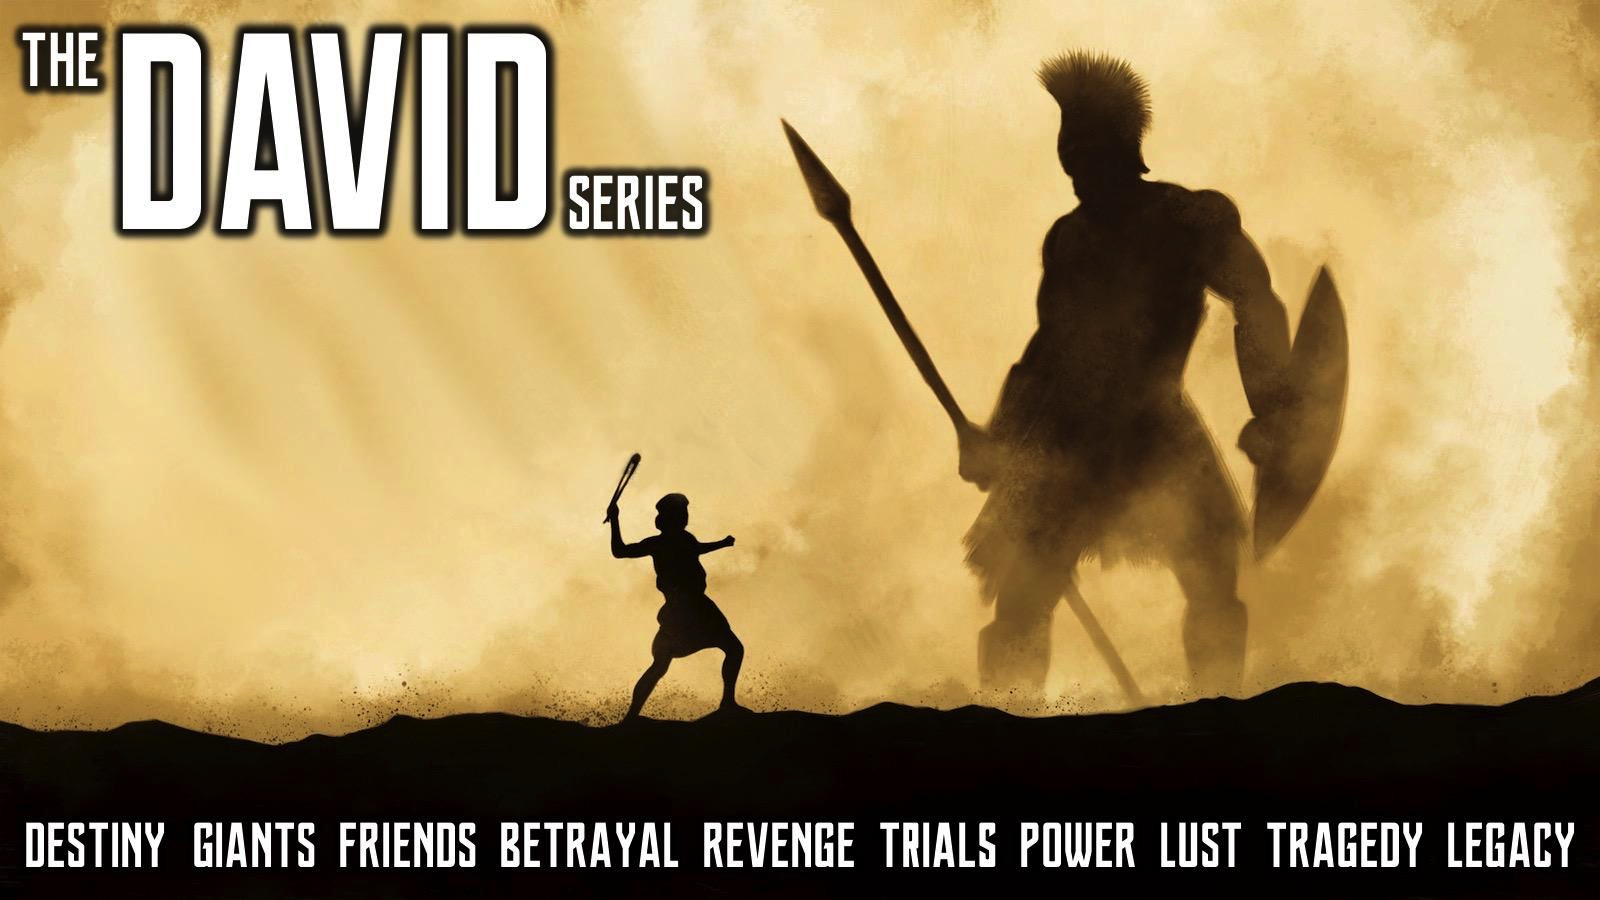 THE DAVID SERIES
DESTINY GIANTS FRIENDS BETRAYAL REVENGE TRIALS POWER LUST TRAGEDY LEGACY